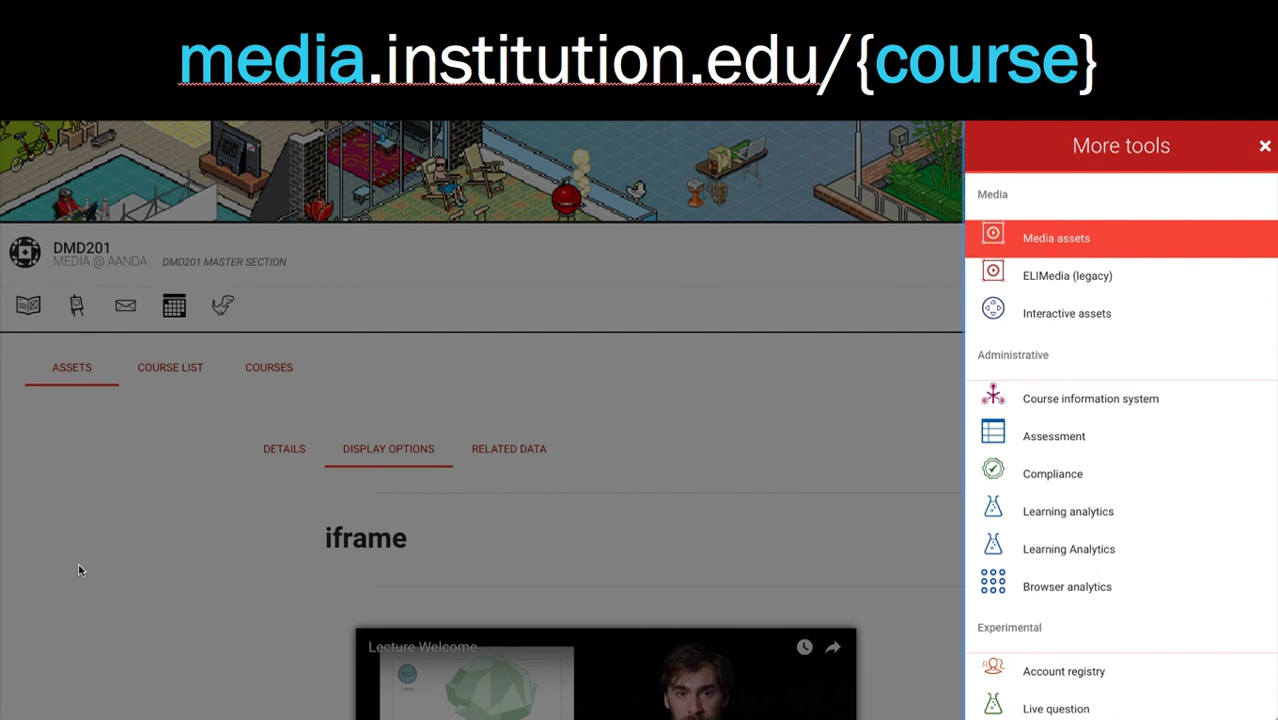 media.institution.edu/{course}
More tools
Media
Media assets
ELIMedia (legacy)
Interactive assets
Administrative
Course information system
Assessment
Compliance
Learning analytics
Learning Analytics
Browser analytics
Experimental
Account registry
Live question
DMD201
MEDIA @ AANDA DMD201 MASTER SECTION
ASSETS COURSE LIST COURSES
DETAILS DISPLAY OPTIONS RELATED DATA
iframe
Lecture Welcome